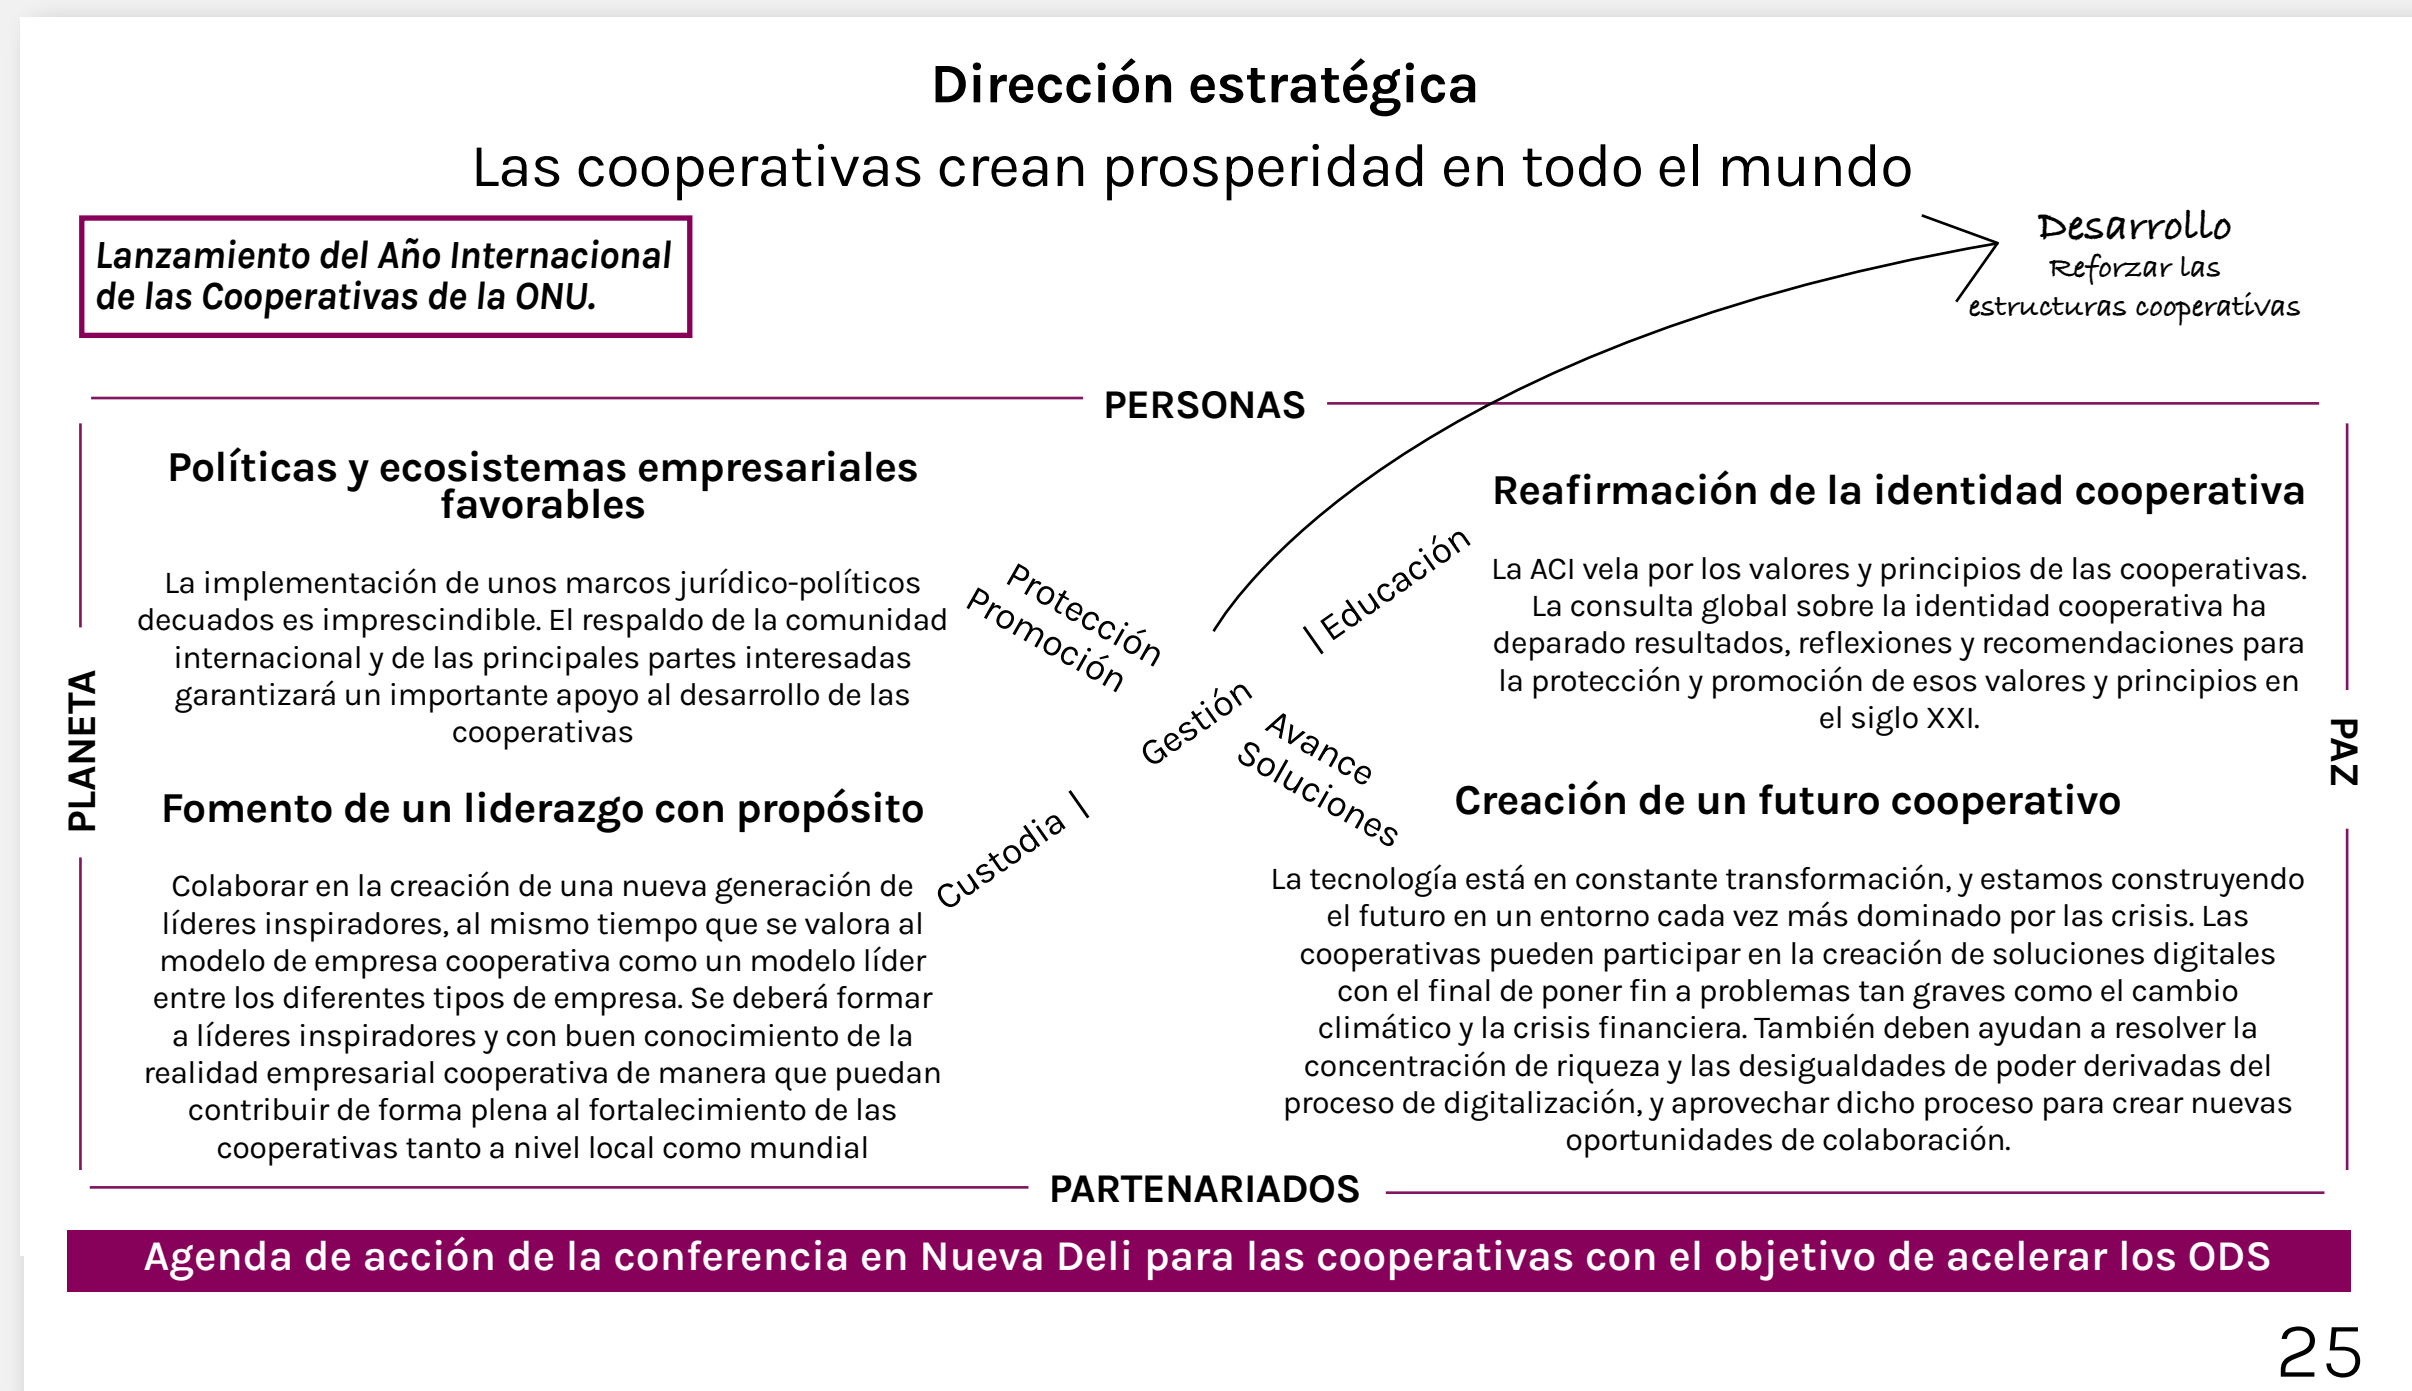 Dirección estratégica
Las cooperativas crean prosperidad en todo el mundo
Lanzamiento del Año Internacional
de las Cooperativas de la ONU.
Desarrollo
Reforzar las
estructuras cooperativas
PERSONAS
Políticas y ecosistemas empresariales
favorables
La implementación de unos marcos jurídico-políticos
decuados es imprescindible. El respaldo de la comunidad
internacional y de las principales partes interesadas
garantizará un importante apoyo al desarrollo de las
cooperativas
Protección
Promoción
| Educación
Reafirmación de la identidad cooperativa
La ACI vela por los valores y principios de las cooperativas.
La consulta global sobre la identidad cooperativa ha
deparado resultados, reflexiones y recomendaciones para
la protección y promoción de esos valores y principios en
el siglo XXI.
PLANETA
Gestión
PAZ
Fomento de un liderazgo con propósito
Colaborar en la creación de una nueva generación de
líderes inspiradores, al mismo tiempo que se valora al
modelo de empresa cooperativa como un modelo líder
entre los diferentes tipos de empresa. Se deberá formar
a líderes inspiradores y con buen conocimiento de la
realidad empresarial cooperativa de manera que puedan
contribuir de forma plena al fortalecimiento de las
cooperativas tanto a nivel local como mundial
Custodia |
Avance
Soluciones
Creación de un futuro cooperativo
La tecnología está en constante transformación, y estamos construyendo
el futuro en un entorno cada vez más dominado por las crisis. Las
cooperativas pueden participar en la creación de soluciones digitales
con el final de poner fin a problemas tan graves como el cambio
climático y la crisis financiera. También deben ayudan a resolver la
concentración de riqueza y las desigualdades de poder derivadas del
proceso de digitalización, y aprovechar dicho proceso para crear nuevas
oportunidades de colaboración.
PARTENARIADOS
Agenda de acción de la conferencia en Nueva Deli para las cooperativas con el objetivo de acelerar los ODS
25